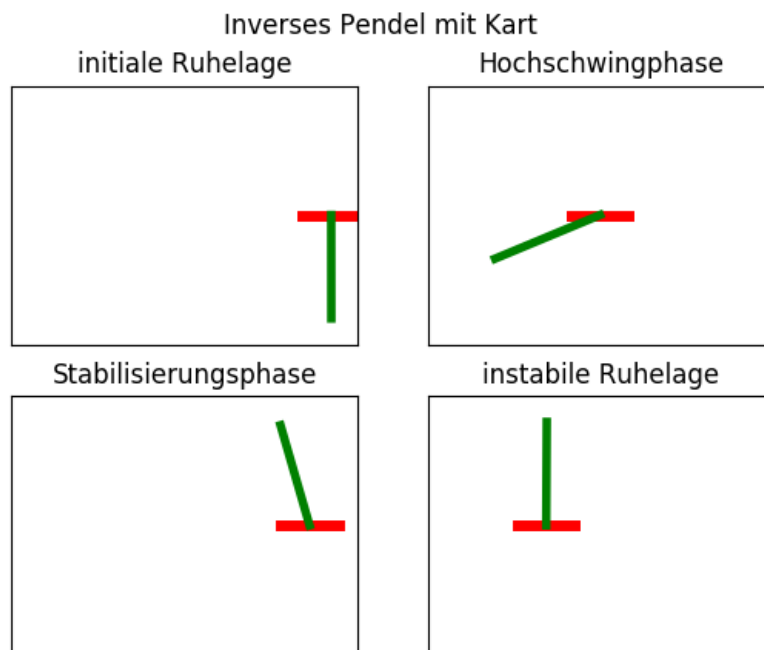 Inverses Pendel mit Kart
initiale Ruhelage
Hochschwingphase
Stabilisierungsphase
instabile Ruhelage